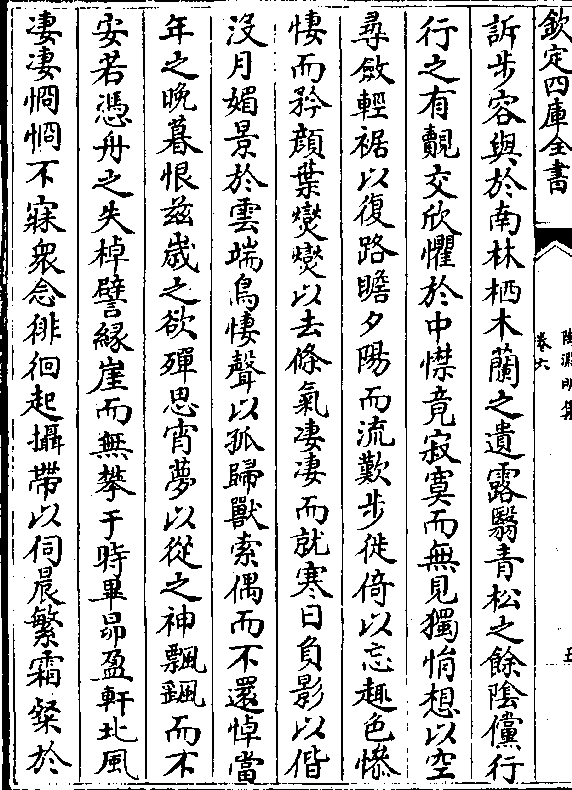 欽定四庫全書
陶淵明集
卷六
五
訴步容與於南林栖木蘭之遺露翳青松之餘陰儻行
行之有覿交欣懼於中㦗竟寂寞而無見獨悁想以空
尋斂輕裾以復路瞻夕陽而流歎步徙倚以忘趣色慘
悽而矜顔葉爕爕以去條氣凄凄而就寒日負影以偕
没月媚景於雲端鳥悽聲以孤歸獸索偶而不還悼當
年之晩暮恨兹嵗之欲殫思宵夢以從之神飄颻而不
安若憑舟之失棹譬縁崖而無攀于時畢昴盈軒北風
凄凄惘惘不寐衆念徘徊起攝帶以伺晨繁霜粲於